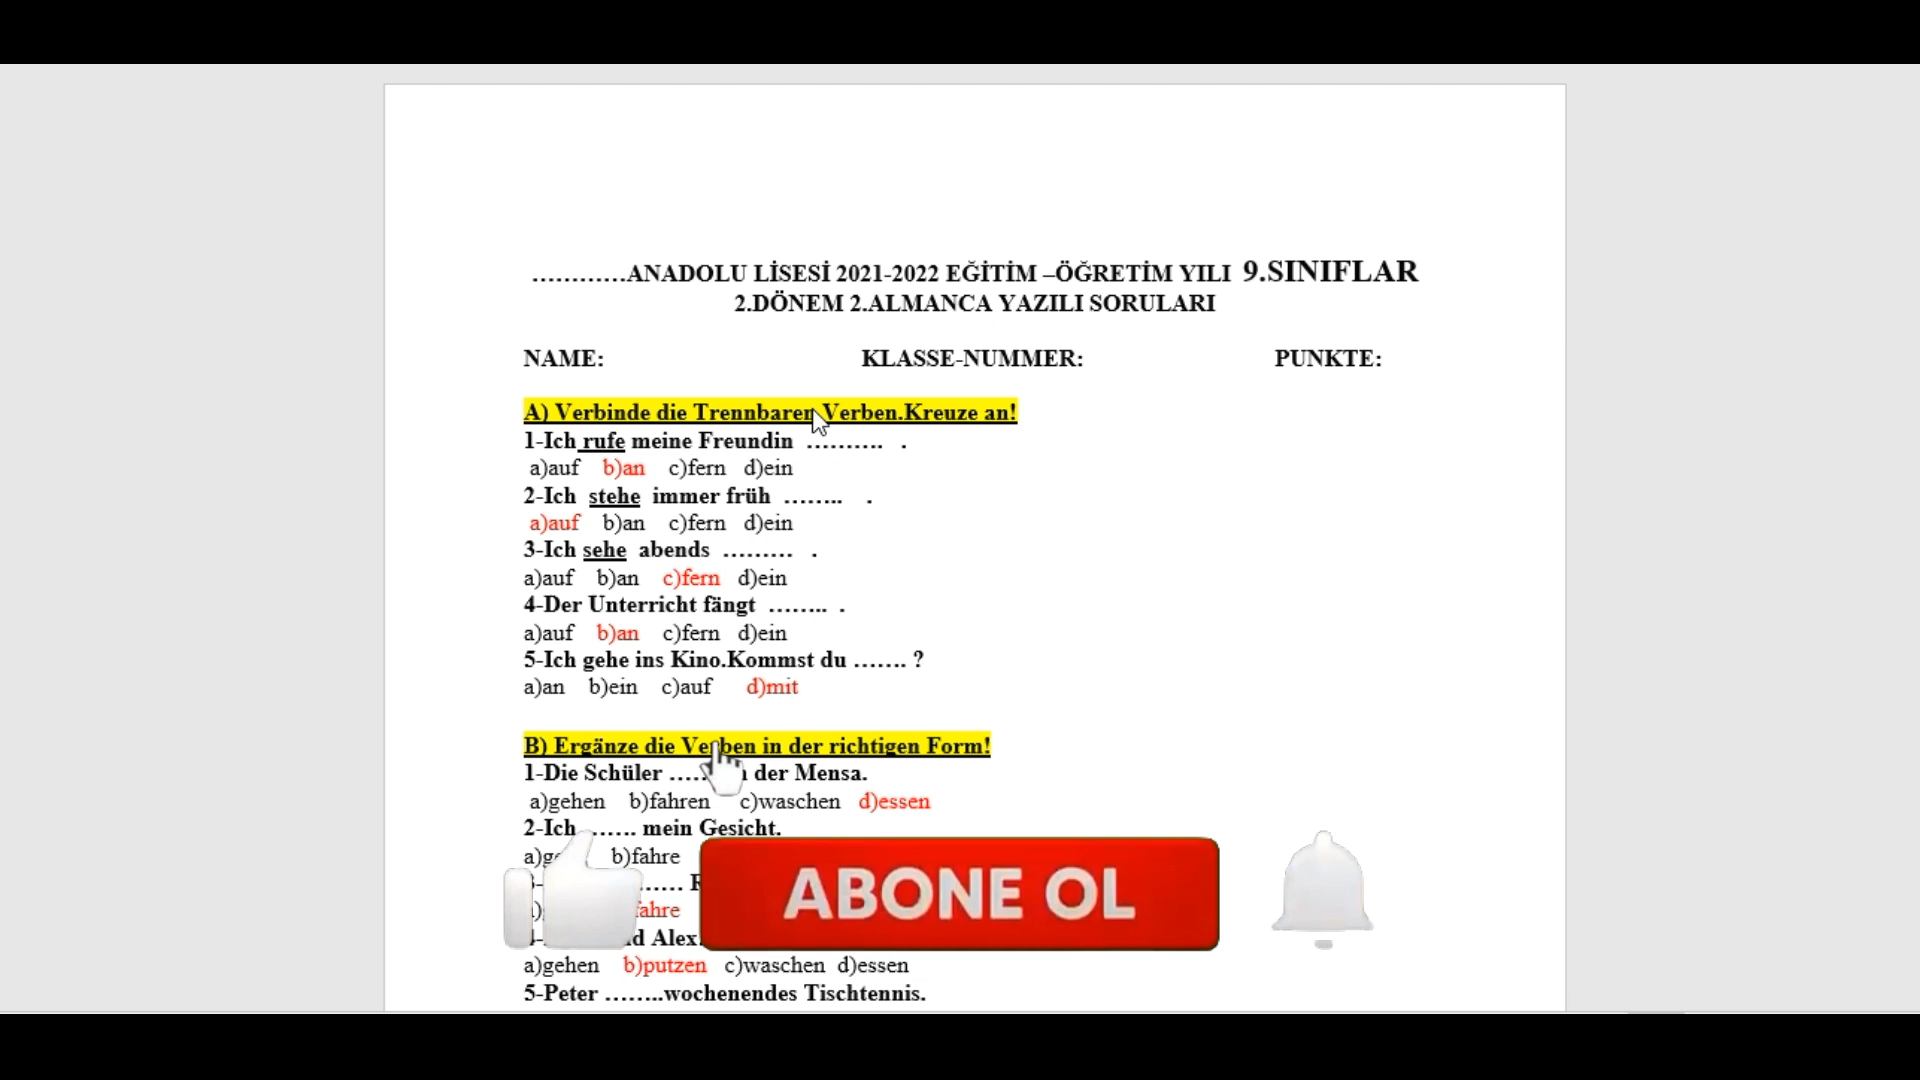 …………ANADOLU LİSESİ 2021-2022 EĞİTİM –ÖĞRETİM YILI 9.SINIFLAR
2.DÖNEM 2.ALMANCA YAZILI SORULARI
NAME: KLASSE-NUMMER: PUNKTE:
A) Verbinde die Trennbaren Verben.Kreuze an!
1-Ich rufe meine Freundin ………. .
a)auf b)an c)fern d)ein
2-Ich stehe immer früh …….. .
a)auf b)an c)fern d)ein
3-Ich sehe abends ……… .
a)auf b)an c)fern d)ein
4-Der Unterricht fängt …….. .
a)auf b)an c)fern d)ein
5-Ich gehe ins Kino.Kommst du ……. ?
a)an b)ein c)auf d)mit
B) Ergänze die Verben in der richtigen Form!
1-Die Schüler …… der Mensa.
a)gehen b)fahren c)waschen d)essen
2-Ich …… mein Gesicht.
b)fahre
ABONE OL
Alex
a)gehen b)putzen c)waschen d)essen
5-Peter ……..wochenendes Tischtennis.